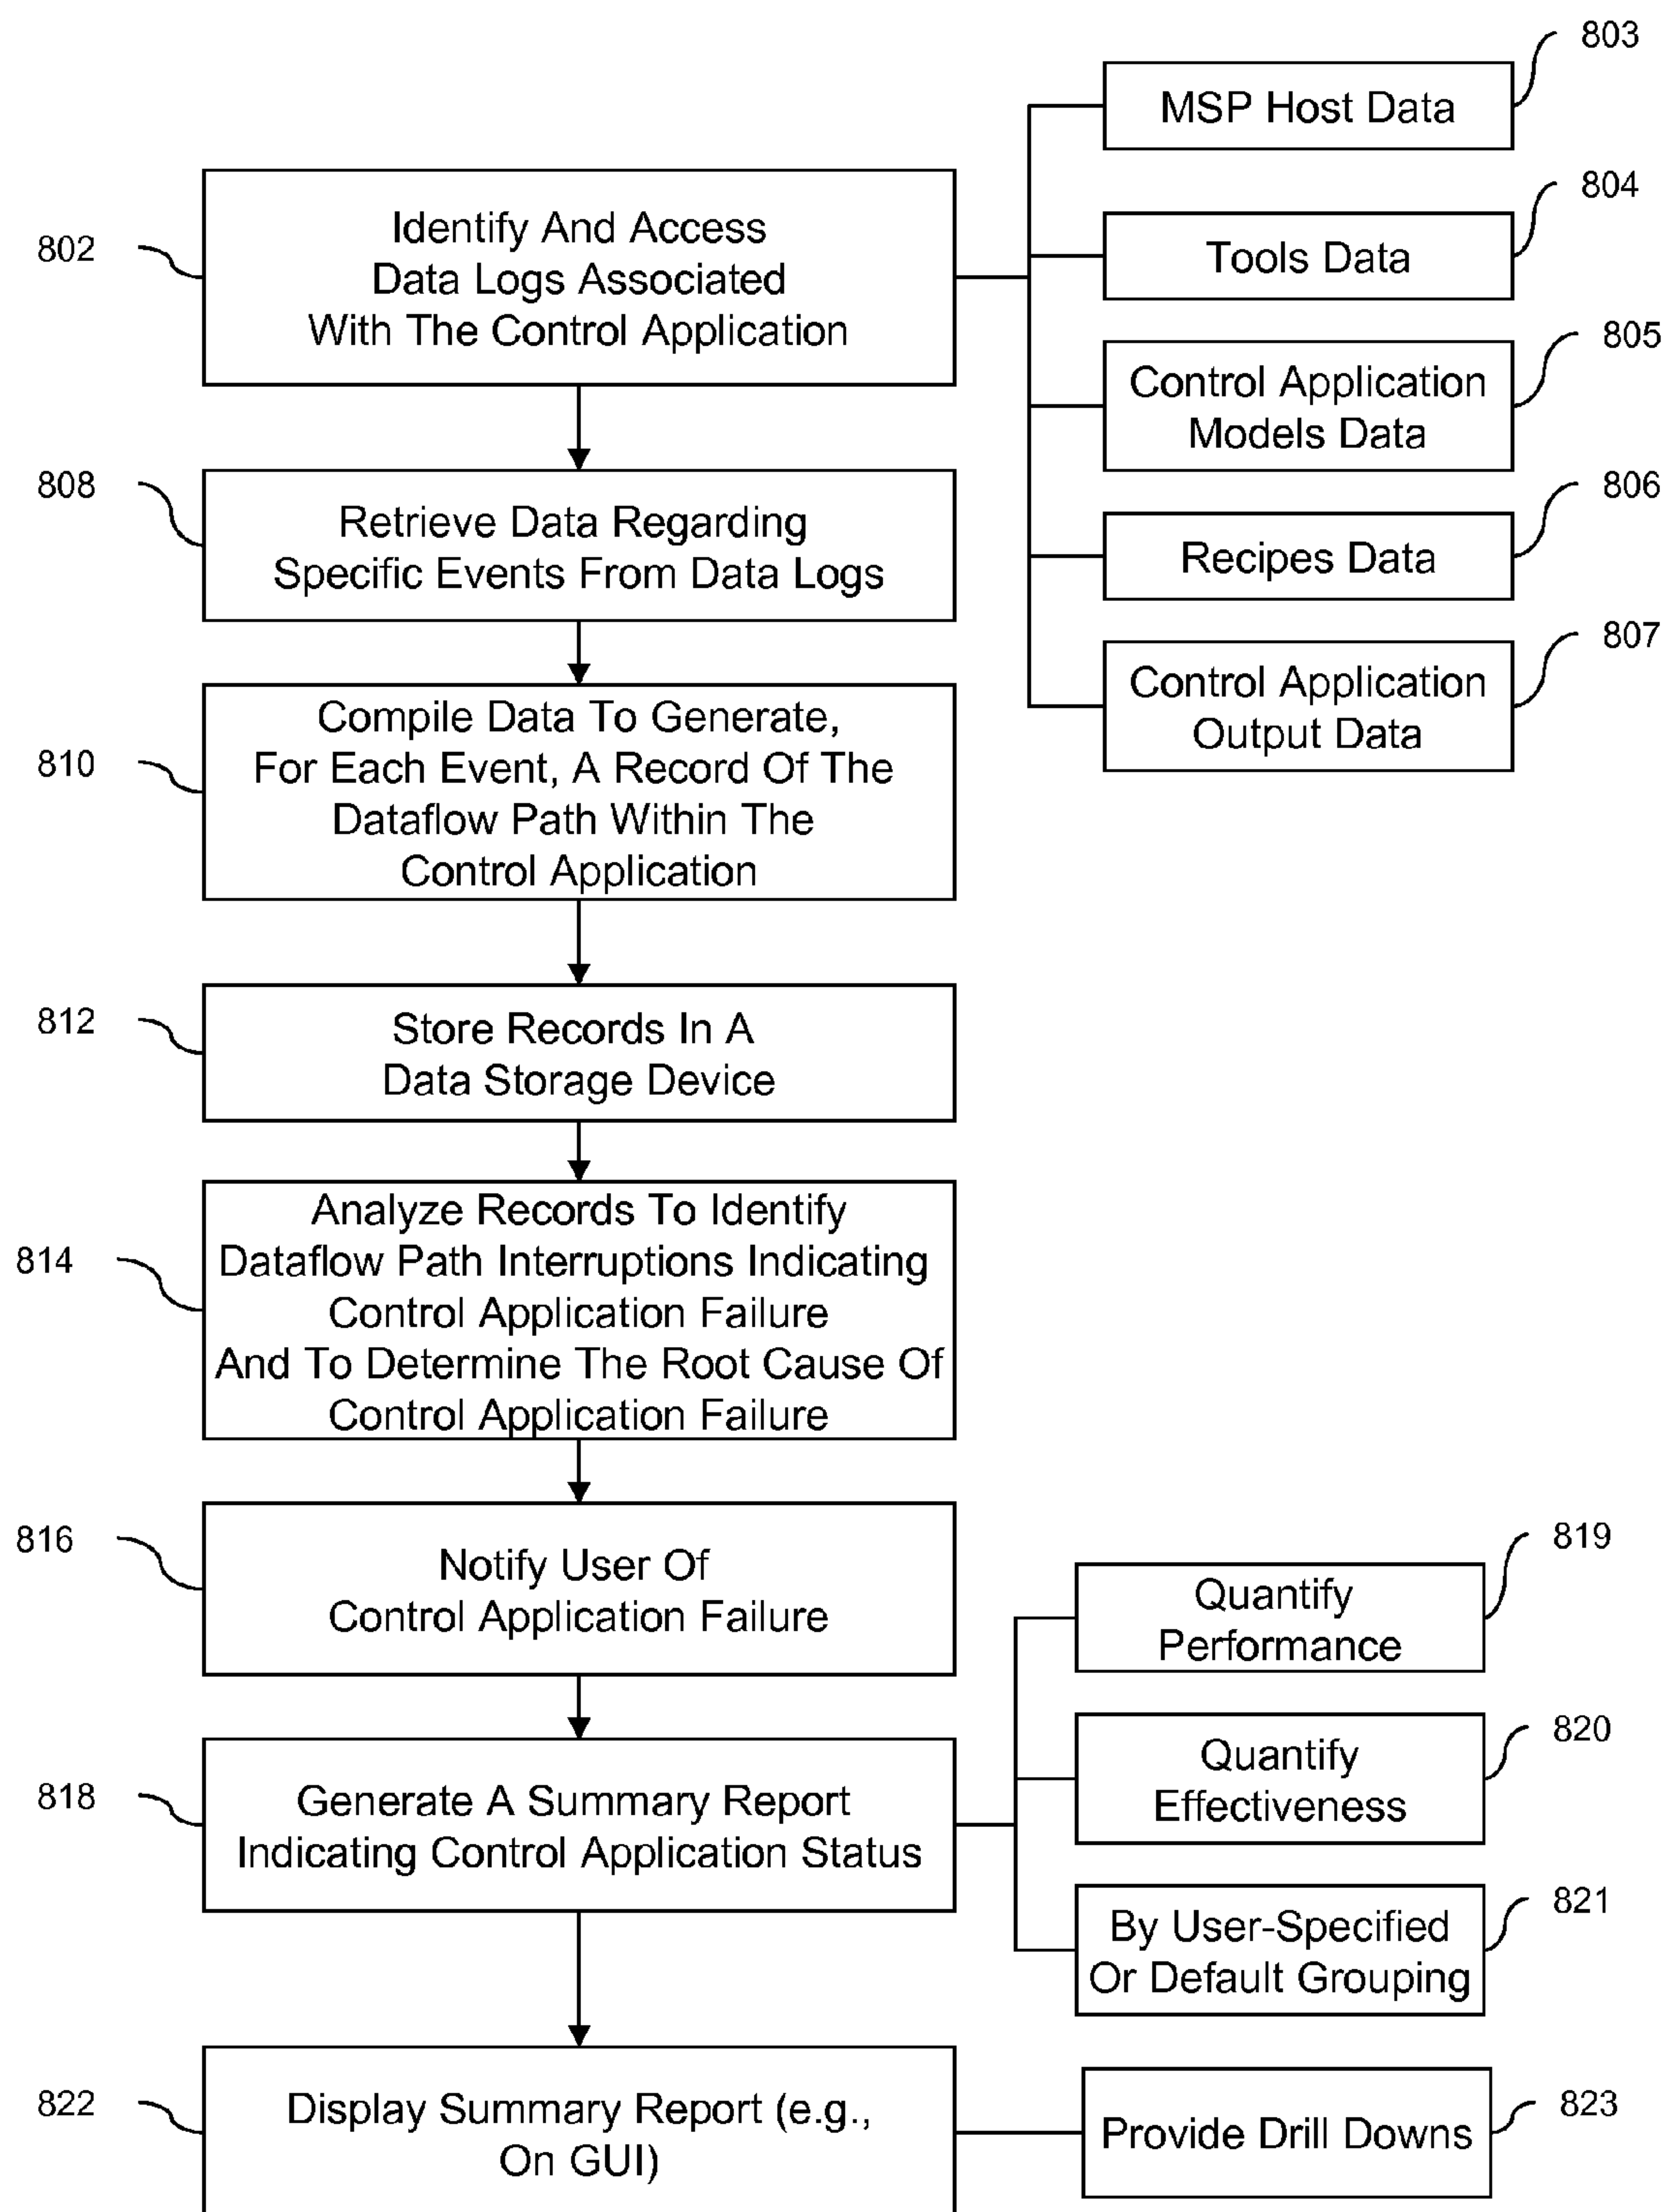 803
MSP Host Data
804
Tools Data
802
Identify And Access
Data Logs Associated
With The Control Application
805
Control Application
Models Data
806
Recipes Data
807
Control Application
Output Data
808
Retrieve Data Regarding
Specific Events From Data Logs
810
Compile Data To Generate,
For Each Event, A Record Of The
Dataflow Path Within The
Control Application
812
Store Records In A
Data Storage Device
814
Analyze Records To Identify
Dataflow Path Interruptions Indicating
Control Application Failure
And To Determine The Root Cause Of
Control Application Failure
816
Notify User Of
Control Application Failure
819
Quantify
Performance
820
Quantify
Effectiveness
818
Generate A Summary Report
Indicating Control Application Status
821
By User-Specified
Or Default Grouping
822
Display Summary Report (e.g.,
On GUI)
823
Provide Drill Downs